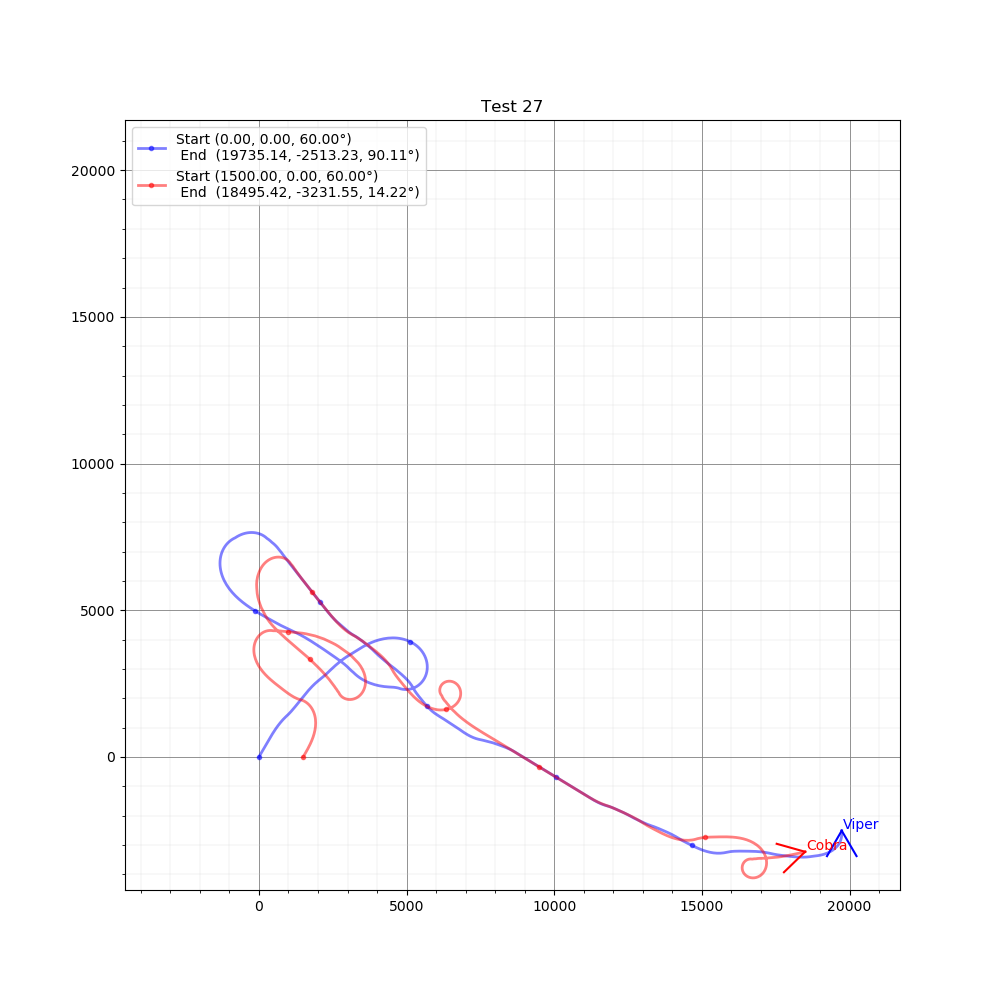 Test 27
Start (0.00, 0.00, 60.00°)
End  (19735.14, -2513.23, 90.11°)
Start (1500.00, 0.00, 60.00°)
End  (18495.42, -3231.55, 14.22°)
20000
15000
10000
5000
0
Viper
Cobra
0 5000 10000 15000 20000